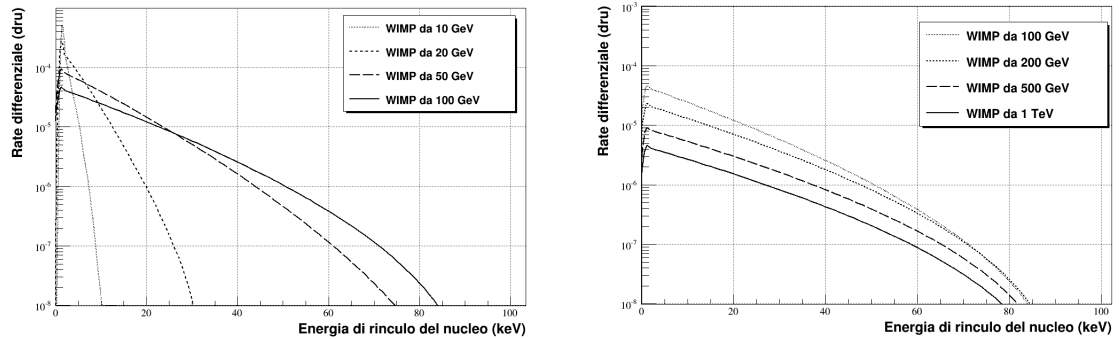 Rate differenziale (dru)
WIMP da 10 GeV
WIMP da 20 GeV
WIMP da 50 GeV
WIMP da 100 GeV
10-4
10-5
10-6
10-7
10-8
0 20 40 60 80 100
Energia di rinculo del nucleo (keV)
Rate differenziale (dru)
WIMP da 100 GeV
WIMP da 200 GeV
WIMP da 500 GeV
WIMP da 1 TeV
10-3
10-4
10-5
10-6
10-7
10-8
0 20 40 60 80 100
Energia di rinculo del nucleo (keV)